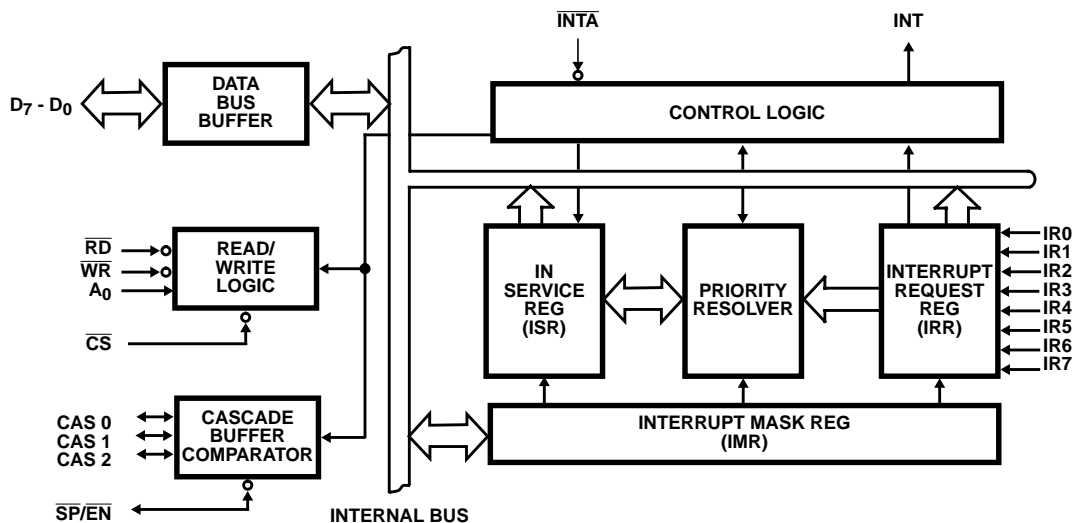 INTA
INT
D7 - D0
DATA
BUS
BUFFER
CONTROL LOGIC
RD
WR
A0
READ/
WRITE
LOGIC
CS
IN
SERVICE
REG
(ISR)
PRIORITY
RESOLVER
INTERRUPT
REQUEST
REG
(IRR)
IR0
IR1
IR2
IR3
IR4
IR5
IR6
IR7
CAS 0
CAS 1
CAS 2
CASCADE
BUFFER
COMPARATOR
INTERRUPT MASK REG
(IMR)
SP/EN
INTERNAL BUS